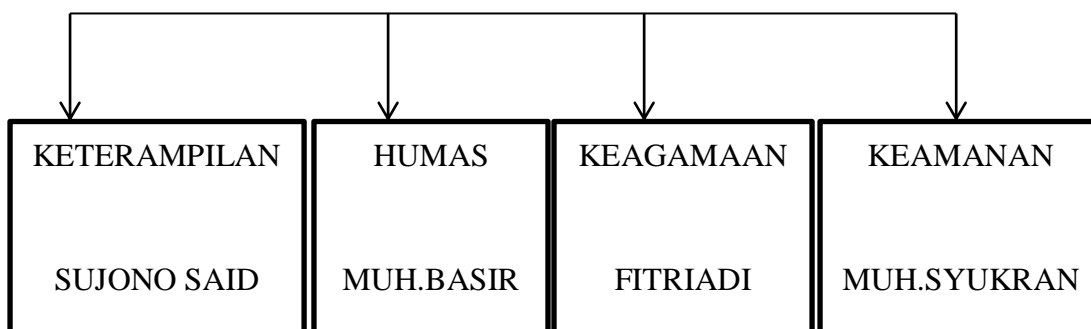 KETERAMPILAN
SUJONO SAID
HUMAS
MUH.BASIR
KEAGAMAAN
FITRIADI
KEAMANAN
MUH.SYUKRAN